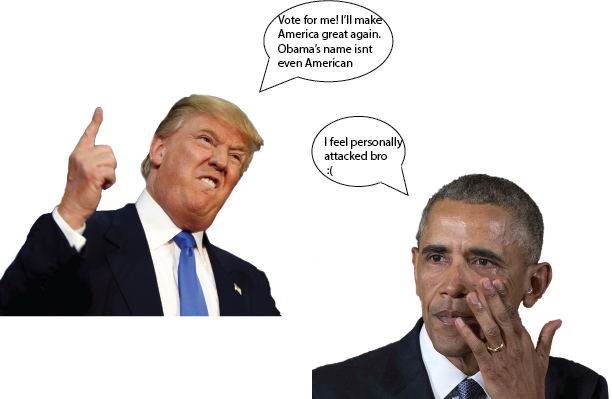 Vote for me! I'll make
America great again.
Obama's name isnt
even American
I feel personally
attacked bro
:(